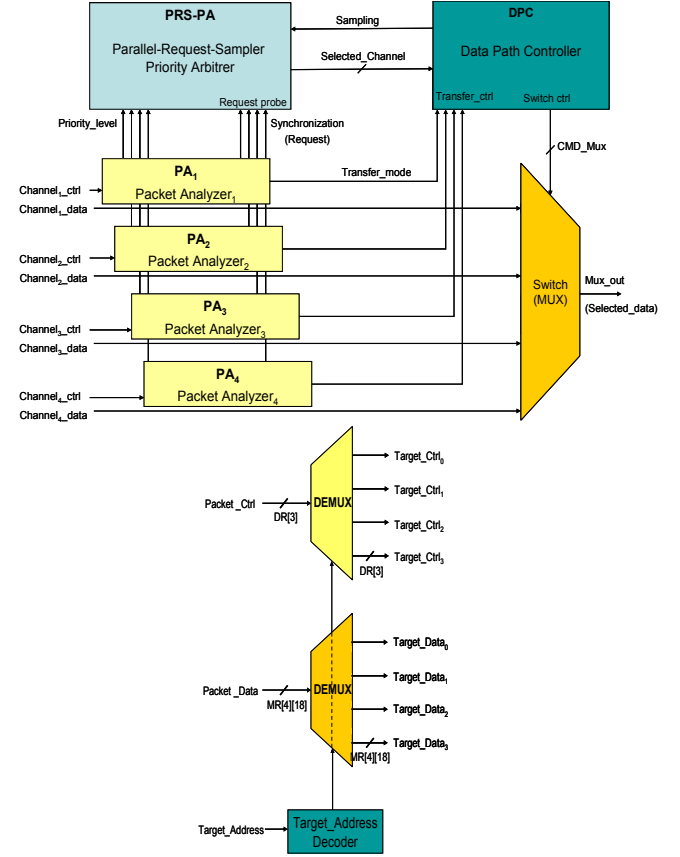 PRS-PA
Parallel-Request-Sampler
Priority Arbitrer
Request probe
Sampling
Selected_Channel
DPC
Data Path Controller
Transfer_ctrl
Switch ctrl
Priority_level
Synchronization
(Request)
CMD_Mux
PA1
Packet Analyzer1
Transfer_mode
Channel1_ctrl
Channel1_data
PA2
Packet Analyzer2
Channel2_ctrl
Channel2_data
PA3
Packet Analyzer3
Channel3_ctrl
Channel3_data
PA4
Packet Analyzer4
Channel4_ctrl
Channel4_data
Switch
(MUX)
Mux_out
(Selected_data)
Packet _Ctrl
DR[3]
DEMUX
Target_Ctrl0
Target_Ctrl1
Target_Ctrl2
Target_Ctrl3
DR[3]
Packet _Data
MR[4][18]
DEMUX
Target_Data0
Target_Data1
Target_Data2
Target_Data3
MR[4][18]
Target_Address
Target_Address
Decoder